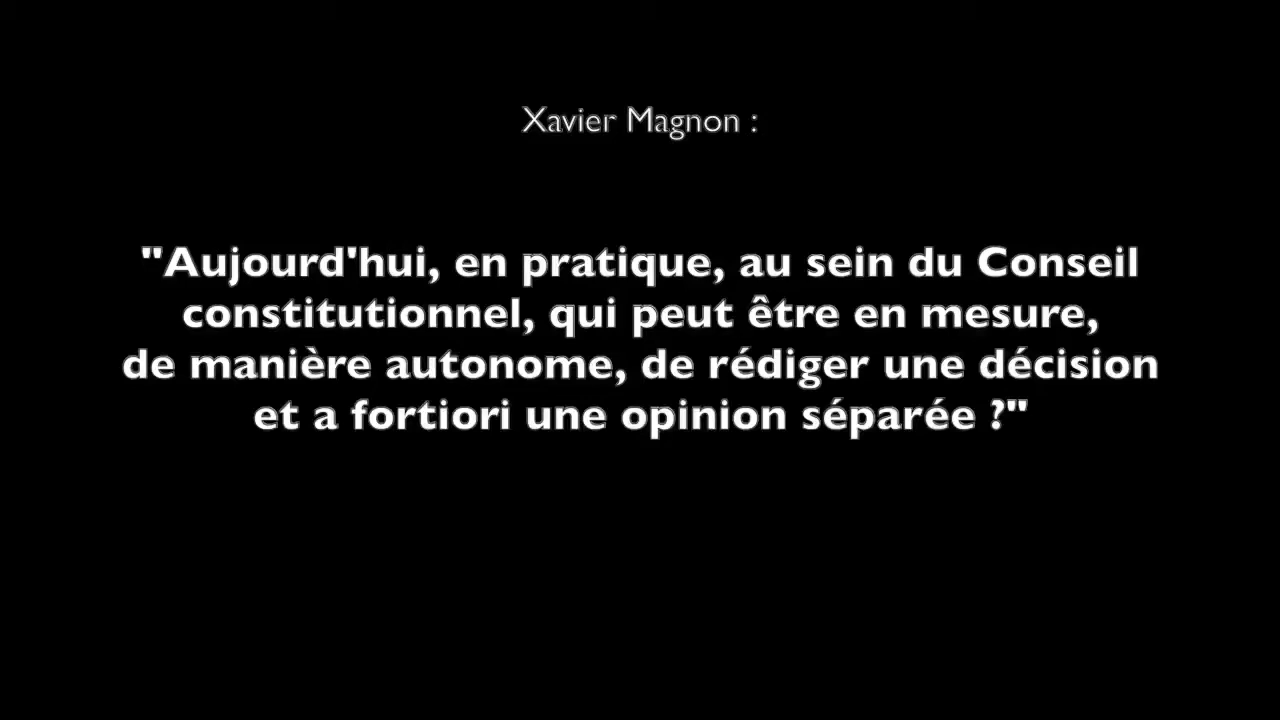 Xavier Magnon :
"Aujourd'hui, en pratique, au sein du Conseil
constitutionnel, qui peut être en mesure,
de manière autonome, de rédiger une décision
et a fortiori une opinion séparée ?"